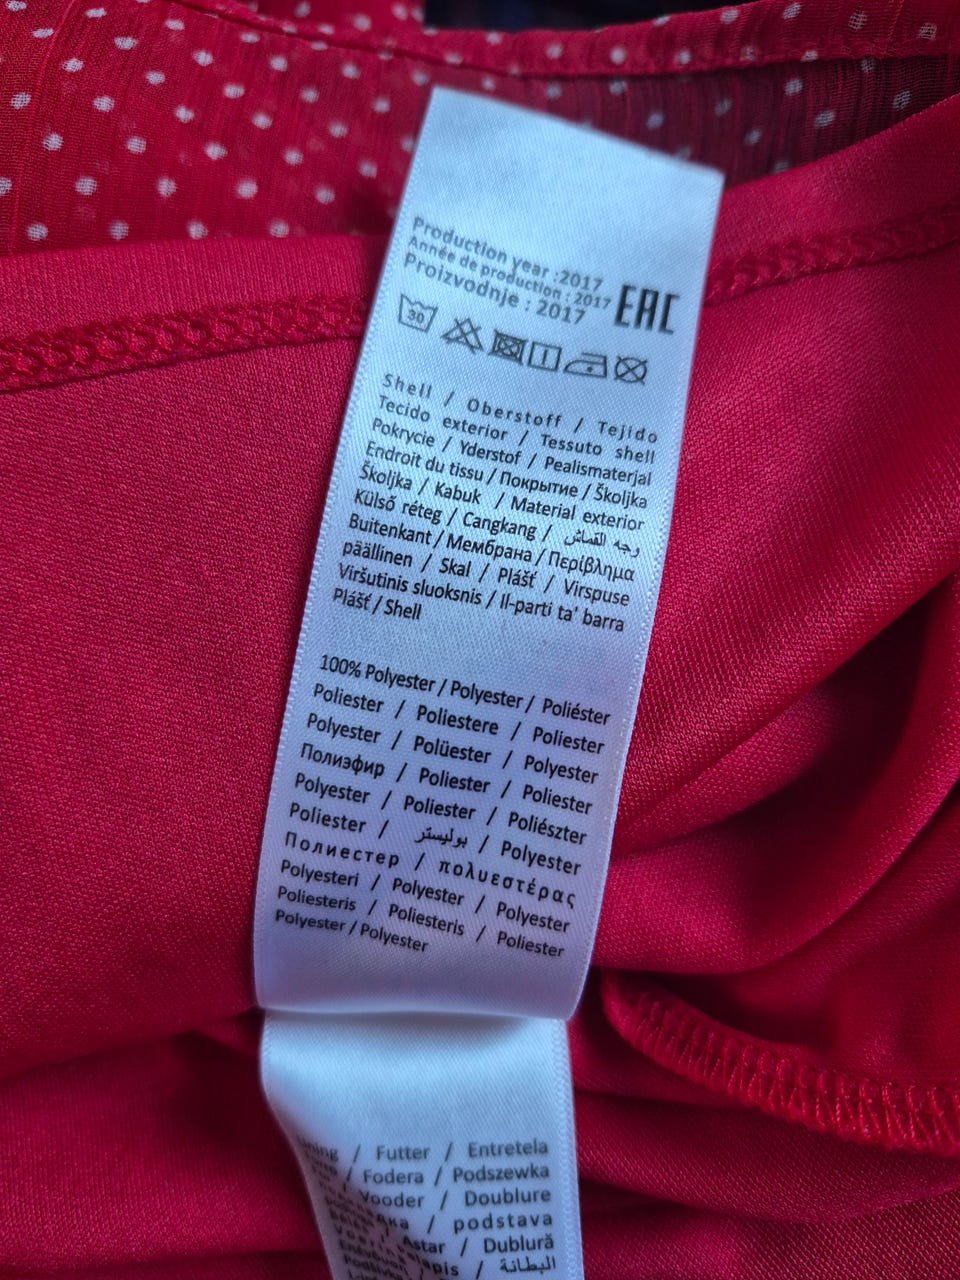 Production year :2017
Année de production : 2017
Proizvodnje : 2017
EAC
30
Shell / Oberstoff / Tejido
Tecido exterior / Tessuto shell
Pokrycie / Yderstof / Pealismaterjal
Endroit du tissu / Покрытие / Školjka
Školjka / Kabuk / Material exterior
Külső réteg / Cangkang / وجه القماش
Buitenkant / Мембрана / Περίβλημα
päällinen / Skal / Plášť / Virspuse
Viršutinis sluoksnis / Il-parti ta' barra
Plášť / Shell
100% Polyester / Polyester / Poliéster
Poliester / Poliestere / Poliester
Polyester / Polüester / Polyester
Полиэфир / Poliester / Poliester
Polyester / Poliester / Poliészter
Poliester / بوليستر / Polyester
Полиестер / πολυεστέρας
Polyesteri / Polyester / Polyester
Poliesteris / Poliesteris / Poliester
Polyester / Polyester
/ Futter / Entretela
/ Fodera / Podszewka
Vooder / Doublure
/ podstava
Astar / Dublură
البطانة /